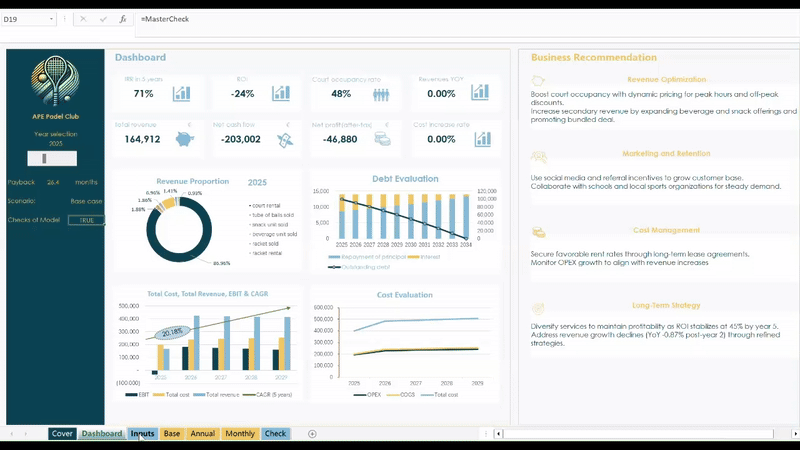 D19
=MasterCheck
APE Padel Club
Year selection
2025
Payback 26.4 months
Scenario: Base case
Checks of Model TRUE
Dashboard
IRR in 5 years
71%
ROI
-24%
Court occupancy rate
48%
Revenues YOY
0.00%
Total revenue €
164,912
Net cash flow €
-203,002
Net profit(after-tax) €
-46,880
Cost increase rate
0.00%
Revenue Proportion 2025
0.96% 1.41% 0.93%
1.86%
1.88%
86.96%
• court rental
• tube of balls sold
• snack unit sold
• beverage unit sold
• racket sold
• racket rental
Debt Evaluation
15,000
10,000
5,000
-
120,000
100,000
80,000
60,000
40,000
20,000
0
2025 2026 2027 2028 2029 2030 2031 2032 2033 2034
Repayment of principal Interest
Outstanding debt
Total Cost, Total Revenue, EBIT & CAGR
500,000
400,000
300,000
200,000
100,000
-
(100,000)
20.18%
2025 2026 2027 2028 2029
EBIT Total cost Total revenue CAGR (5 years)
Cost Evaluation
600,000
500,000
400,000
300,000
200,000
100,000
0
2025 2026 2027 2028 2029
OPEX COGS Total cost
Business Recommendation
Revenue Optimization
Boost court occupancy with dynamic pricing for peak hours and off-peak
discounts.
Increase secondary revenue by expanding beverage and snack offerings and
promoting bundled deal.
Marketing and Retention
Use social media and referral incentives to grow customer base.
Collaborate with schools and local sports organizations for steady demand.
Cost Management
Secure favorable rent rates through long-term lease agreements.
Monitor OPEX growth to align with revenue increases
Long-Term Strategy
Diversify services to maintain profitability as ROI stabilizes at 45% by year 5.
Address revenue growth declines (YoY -0.87% post-year 2) through refined
strategies.
Cover Dashboard Inputs Base Annual Monthly Check